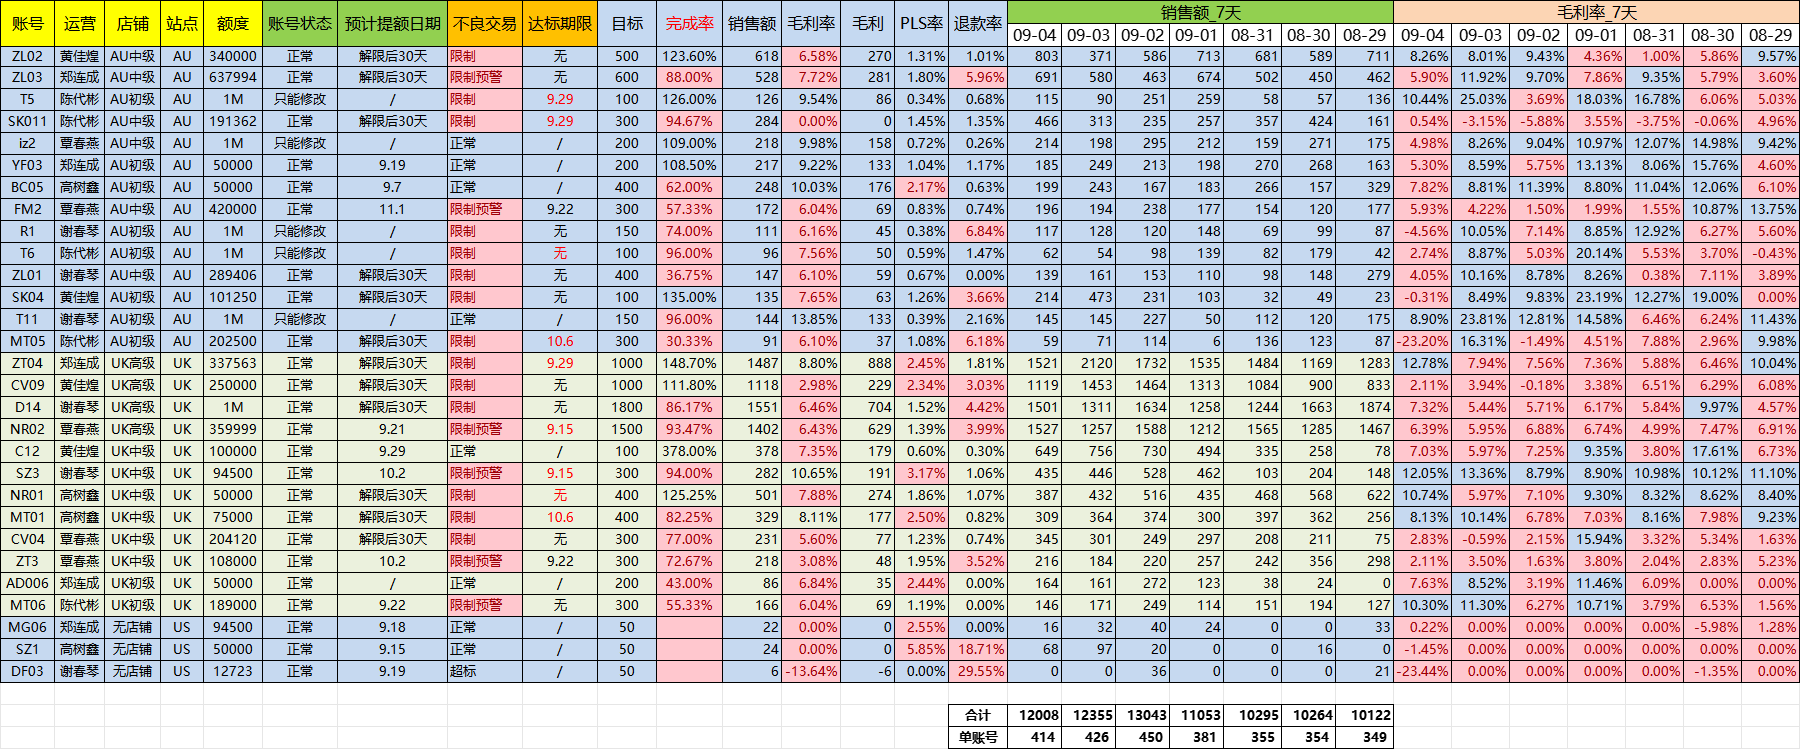 账号 运营 店铺 站点 额度 账号状态 预计提额日期 不良交易 达标期限 目标 完成率 销售额 毛利率 毛利 PLS率 退款率 销售额_7天 毛利率_7天
09-04 09-03 09-02 09-01 08-31 08-30 08-29 09-04 09-03 09-02 09-01 08-31 08-30 08-29
ZL02 黄佳煌 AU中级 AU 340000 正常 解限后30天 限制 无 500 123.60% 618 6.58% 270 1.31% 1.01% 803 371 586 713 681 589 711 8.26% 8.01% 9.43% 4.36% 1.00% 5.86% 9.57%
ZL03 郑连成 AU中级 AU 637994 正常 解限后30天 限制预警 无 600 88.00% 528 7.72% 281 1.80% 5.96% 691 580 463 674 502 450 462 5.90% 11.92% 9.70% 7.86% 9.35% 5.79% 3.60%
T5 陈代彬 AU初级 AU 1M 只能修改 / 限制 9.29 100 126.00% 126 9.54% 86 0.34% 0.68% 115 90 251 259 58 57 136 10.44% 25.03% 3.69% 18.03% 16.78% 6.06% 5.03%
SK011 陈代彬 AU中级 AU 191362 正常 解限后30天 限制 9.29 300 94.67% 284 0.00% 0 1.45% 1.35% 466 313 235 257 357 424 161 0.54% -3.15% -5.88% 3.55% -3.75% -0.06% 4.96%
iz2 覃春燕 AU中级 AU 1M 只能修改 / 正常 / 200 109.00% 218 9.98% 158 0.72% 0.26% 214 198 295 212 159 271 175 4.98% 8.26% 9.04% 10.97% 12.07% 14.98% 9.42%
YF03 郑连成 AU初级 AU 50000 正常 9.19 正常 / 200 108.50% 217 9.22% 133 1.04% 1.17% 185 249 213 198 270 268 163 5.30% 8.59% 5.75% 13.13% 8.06% 15.76% 4.60%
BC05 高树鑫 AU初级 AU 50000 正常 9.7 正常 / 400 62.00% 248 10.03% 176 2.17% 0.63% 199 243 167 183 266 157 329 7.82% 8.81% 11.39% 8.80% 11.04% 12.06% 6.10%
FM2 覃春燕 AU中级 AU 420000 正常 11.1 限制预警 9.22 300 57.33% 172 6.04% 69 0.83% 0.74% 196 194 238 177 154 120 177 5.93% 4.22% 1.50% 1.99% 1.55% 10.87% 13.75%
R1 谢春琴 AU初级 AU 1M 只能修改 / 限制 无 150 74.00% 111 6.16% 45 0.38% 6.84% 117 128 120 148 69 99 87 -4.56% 10.05% 7.14% 8.85% 12.92% 6.27% 5.60%
T6 陈代彬 AU初级 AU 1M 只能修改 / 限制 无 100 96.00% 96 7.56% 50 0.59% 1.47% 62 54 98 139 82 179 42 2.74% 8.87% 5.03% 20.14% 5.53% 3.70% -0.43%
ZL01 谢春琴 AU中级 AU 289406 正常 解限后30天 限制 无 400 36.75% 147 6.10% 59 0.67% 0.00% 139 161 153 110 98 148 279 4.05% 10.16% 8.78% 8.26% 0.38% 7.11% 3.89%
SK04 黄佳煌 AU初级 AU 101250 正常 解限后30天 限制 无 100 135.00% 135 7.65% 63 1.26% 3.66% 214 473 231 103 32 49 23 -0.31% 8.49% 9.83% 23.19% 12.27% 19.00% 0.00%
T11 谢春琴 AU初级 AU 1M 只能修改 / 正常 / 150 96.00% 144 13.85% 133 0.39% 2.16% 145 145 227 50 112 120 175 8.90% 23.81% 12.81% 14.58% 6.46% 6.24% 11.43%
MT05 陈代彬 AU初级 AU 202500 正常 解限后30天 限制 10.6 300 30.33% 91 6.10% 37 1.08% 6.18% 59 71 114 6 136 123 87 -23.20% 16.31% -1.49% 4.51% 7.88% 2.96% 9.98%
ZT04 郑连成 UK高级 UK 337563 正常 解限后30天 限制 9.29 1000 148.70% 1487 8.80% 888 2.45% 1.81% 1521 2120 1732 1535 1484 1169 1283 12.78% 7.94% 7.56% 7.36% 5.88% 6.46% 10.04%
CV09 黄佳煌 UK高级 UK 250000 正常 解限后30天 限制 无 1000 111.80% 1118 2.98% 229 2.34% 3.03% 1119 1453 1464 1313 1084 900 833 2.11% 3.94% -0.18% 3.38% 6.51% 6.29% 6.08%
D14 谢春琴 UK高级 UK 1M 正常 解限后30天 限制 无 1800 86.17% 1551 6.46% 704 1.52% 4.42% 1501 1311 1634 1258 1244 1663 1874 7.32% 5.44% 5.71% 6.17% 5.84% 9.97% 4.57%
NR02 覃春燕 UK高级 UK 359999 正常 9.21 限制预警 9.15 1500 93.47% 1402 6.43% 629 1.39% 3.99% 1527 1257 1588 1212 1565 1285 1467 6.39% 5.95% 6.88% 6.74% 4.99% 7.47% 6.91%
C12 黄佳煌 UK中级 UK 100000 正常 9.29 正常 / 100 378.00% 378 7.35% 179 0.60% 0.30% 649 756 730 494 335 258 78 7.03% 5.97% 7.25% 9.35% 3.80% 17.61% 6.73%
SZ3 谢春琴 UK中级 UK 94500 正常 10.2 限制预警 9.15 300 94.00% 282 10.65% 191 3.17% 1.06% 435 446 528 462 103 204 148 12.05% 13.36% 8.79% 8.90% 10.98% 10.12% 11.10%
NR01 高树鑫 UK中级 UK 50000 正常 解限后30天 限制 无 400 125.25% 501 7.88% 274 1.86% 1.07% 387 432 516 435 468 568 622 10.74% 5.97% 7.10% 9.30% 8.32% 8.62% 8.40%
MT01 高树鑫 UK中级 UK 75000 正常 解限后30天 限制 10.6 400 82.25% 329 8.11% 177 2.50% 0.82% 309 364 374 300 397 362 256 8.13% 10.14% 6.78% 7.03% 8.16% 7.98% 9.23%
CV04 覃春燕 UK中级 UK 204120 正常 解限后30天 限制 无 300 77.00% 231 5.60% 77 1.23% 0.74% 345 301 249 297 208 211 75 2.83% -0.59% 2.15% 15.94% 3.32% 5.34% 1.63%
ZT3 覃春燕 UK中级 UK 108000 正常 10.2 限制预警 9.22 300 72.67% 218 3.08% 48 1.95% 3.52% 216 184 220 257 242 356 298 2.11% 3.50% 1.63% 3.80% 2.04% 2.83% 5.23%
AD006 郑连成 UK初级 UK 50000 正常 / 正常 / 200 43.00% 86 6.84% 35 2.44% 0.00% 164 161 272 123 38 24 0 7.63% 8.52% 3.19% 11.46% 6.09% 0.00% 0.00%
MT06 陈代彬 UK初级 UK 189000 正常 9.22 限制预警 无 300 55.33% 166 6.04% 69 1.19% 0.00% 146 171 249 114 151 194 127 10.30% 11.30% 6.27% 10.71% 3.79% 6.53% 1.56%
MG06 郑连成 无店铺 US 94500 正常 9.18 正常 / 50 22 0.00% 0 2.55% 0.00% 16 32 40 24 0 0 33 0.22% 0.00% 0.00% 0.00% 0.00% -5.98% 1.28%
SZ1 高树鑫 无店铺 US 50000 正常 9.15 正常 / 50 24 0.00% 0 5.85% 18.71% 68 97 20 0 0 16 0 -1.45% 0.00% 0.00% 0.00% 0.00% 0.00% 0.00%
DF03 谢春琴 无店铺 US 12723 正常 9.19 超标 / 50 6 -13.64% -6 0.00% 29.55% 0 0 36 0 0 0 21 -23.44% 0.00% 0.00% 0.00% 0.00% -1.35% 0.00%
合计 12008 12355 13043 11053 10295 10264 10122
单账号 414 426 450 381 355 354 349